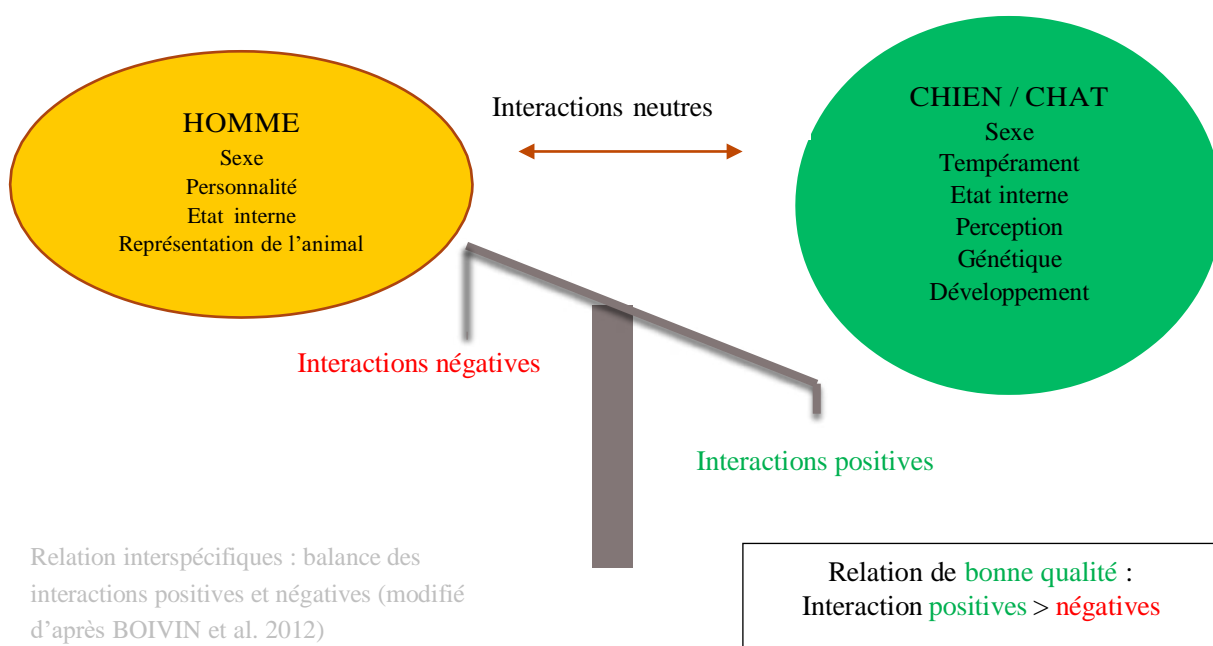 HOMME
Sexe
Personnalité
Etat interne
Représentation de l’animal
Interactions neutres
CHIEN / CHAT
Sexe
Tempérament
Etat interne
Perception
Génétique
Développement
Interactions négatives
Interactions positives
Relation interspécifiques : balance des
interactions positives et négatives (modifié
d’après BOIVIN et al. 2012)
Relation de bonne qualité :
Interaction positives > négatives